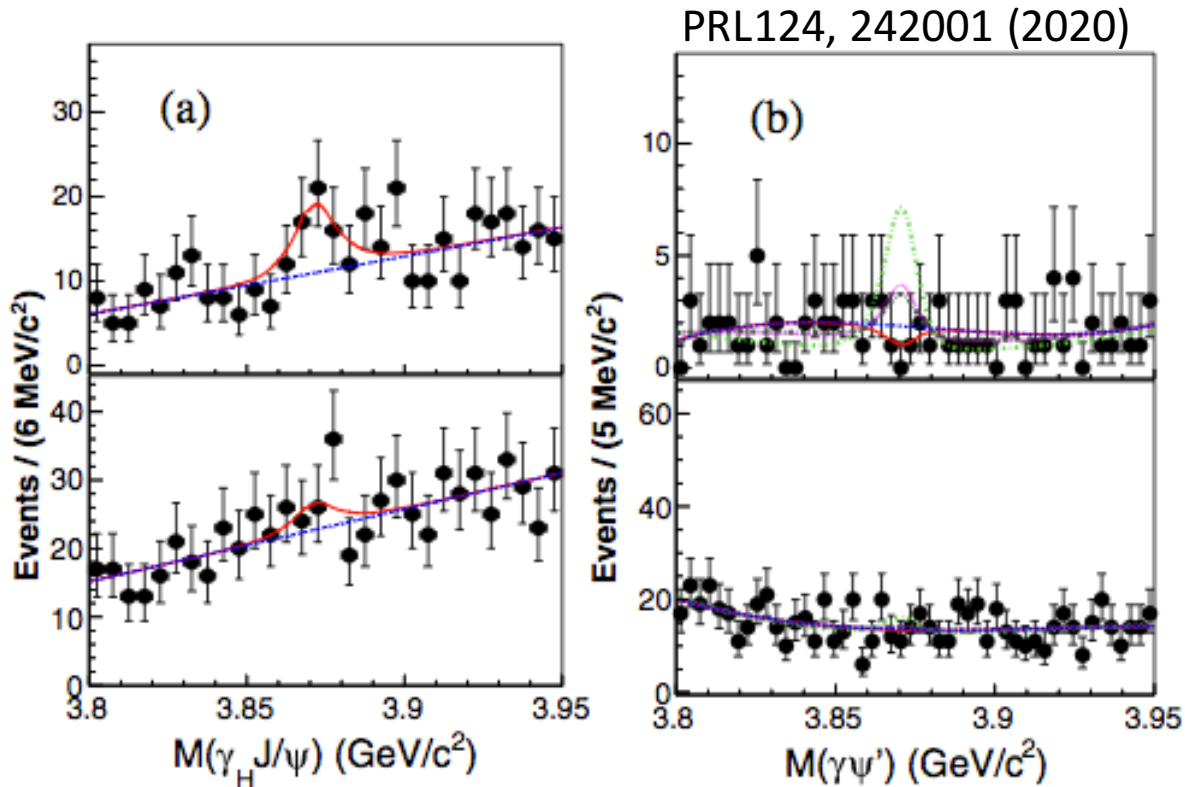 PRL124, 242001 (2020)
(a)
30
20
10
0
40
30
20
10
0
Events / (6 MeV/c²)
3.8 3.85 3.9 3.95
M(γ_H J/ψ) (GeV/c²)
(b)
10
5
0
60
40
20
0
Events / (5 MeV/c²)
3.8 3.85 3.9 3.95
M(γψ') (GeV/c²)